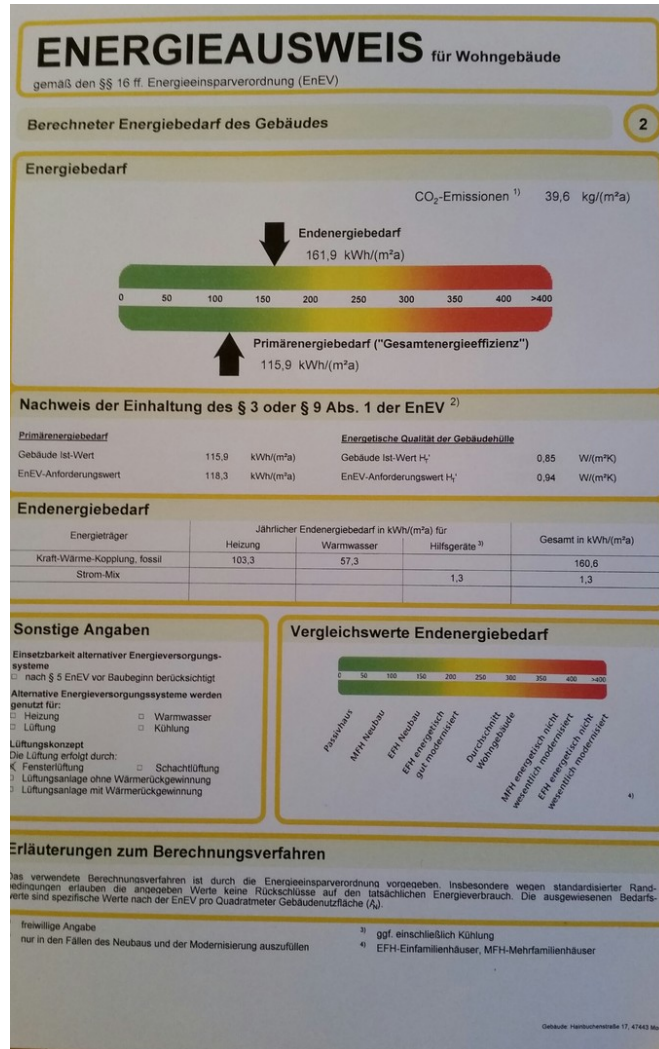 ENERGIEAUSWEIS für Wohngebäude
gemäß den §§ 16 ff. Energieeinsparverordnung (EnEV)
Berechneter Energiebedarf des Gebäudes 2
Energiebedarf
CO₂-Emissionen ¹⁾ 39,6 kg/(m²a)
Endenergiebedarf
161,9 kWh/(m²a)
0 50 100 150 200 250 300 350 400 >400
Primärenergiebedarf ("Gesamtenergieeffizienz")
115,9 kWh/(m²a)
Nachweis der Einhaltung des § 3 oder § 9 Abs. 1 der EnEV ²⁾
Primärenergiebedarf Energetische Qualität der Gebäudehülle
Gebäude Ist-Wert 115,9 kWh/(m²a) Gebäude Ist-Wert Hₜ' 0,85 W/(m²K)
EnEV-Anforderungswert 118,3 kWh/(m²a) EnEV-Anforderungswert Hₜ' 0,94 W/(m²K)
Endenergiebedarf
Energieträger Jährlicher Endenergiebedarf in kWh/(m²a) für Gesamt in kWh/(m²a)
Heizung Warmwasser Hilfsgeräte ³⁾
Kraft-Wärme-Kopplung, fossil 103,3 57,3 160,6
Strom-Mix 1,3 1,3
Sonstige Angaben
Einsetzbarkeit alternativer Energieversorgungs-
systeme
□ nach § 5 EnEV vor Baubeginn berücksichtigt
Alternative Energieversorgungssysteme werden
genutzt für:
□ Heizung □ Warmwasser
□ Lüftung □ Kühlung
Lüftungskonzept
Die Lüftung erfolgt durch:
Fensterlüftung □ Schachtlüftung
Lüftungsanlage ohne Wärmerückgewinnung
Lüftungsanlage mit Wärmerückgewinnung
Vergleichswerte Endenergiebedarf
0 50 100 150 200 250 300 350 400 >400
Passivhaus
MFH Neubau
EFH Neubau
EFH energetisch
gut modernisiert
Durchschnitt
Wohngebäude
MFH energetisch nicht
wesentlich modernisiert
EFH energetisch nicht
wesentlich modernisiert
4)
Erläuterungen zum Berechnungsverfahren
Das verwendete Berechnungsverfahren ist durch die Energieeinsparverordnung vorgegeben. Insbesondere wegen standardisierter Rand-
bedingungen erlauben die angegeben Werte keine Rückschlüsse auf den tatsächlichen Energieverbrauch. Die ausgewiesenen Bedarfs-
werte sind spezifische Werte nach der EnEV pro Quadratmeter Gebäudenutzfläche (Aₙ).
freiwillige Angabe
nur in den Fällen des Neubaus und der Modernisierung auszufüllen
3) ggf. einschließlich Kühlung
4) EFH-Einfamilienhäuser, MFH-Mehrfamilienhäuser
Gebäude Hainbuchenstraße 17, 47443